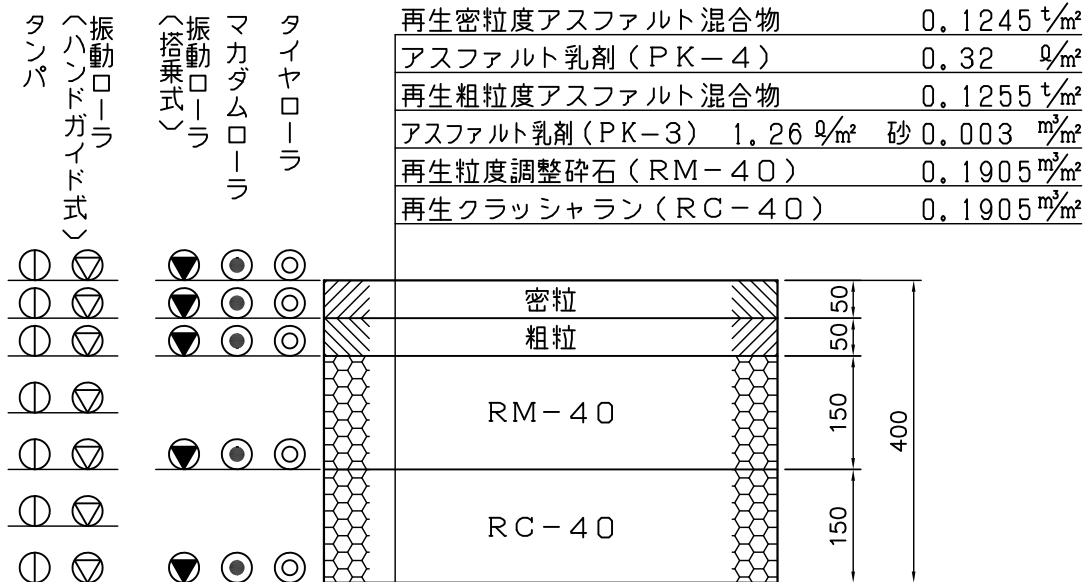 タンパ
振動ローラ
（ハンドガイド式）
振動ローラ
（搭乗式）
マカダムローラ
タイヤローラ
再生密粒度アスファルト混合物 0.1245 t/m²
アスファルト乳剤（PK－4） 0.32 ℓ/m²
再生粗粒度アスファルト混合物 0.1255 t/m²
アスファルト乳剤（PK－3） 1.26 ℓ/m² 砂 0.003 m³/m²
再生粒度調整砕石（RM－40） 0.1905 m³/m²
再生クラッシャラン（RC－40） 0.1905 m³/m²
密粒
50
粗粒
50
RM－40
150
400
RC－40
150